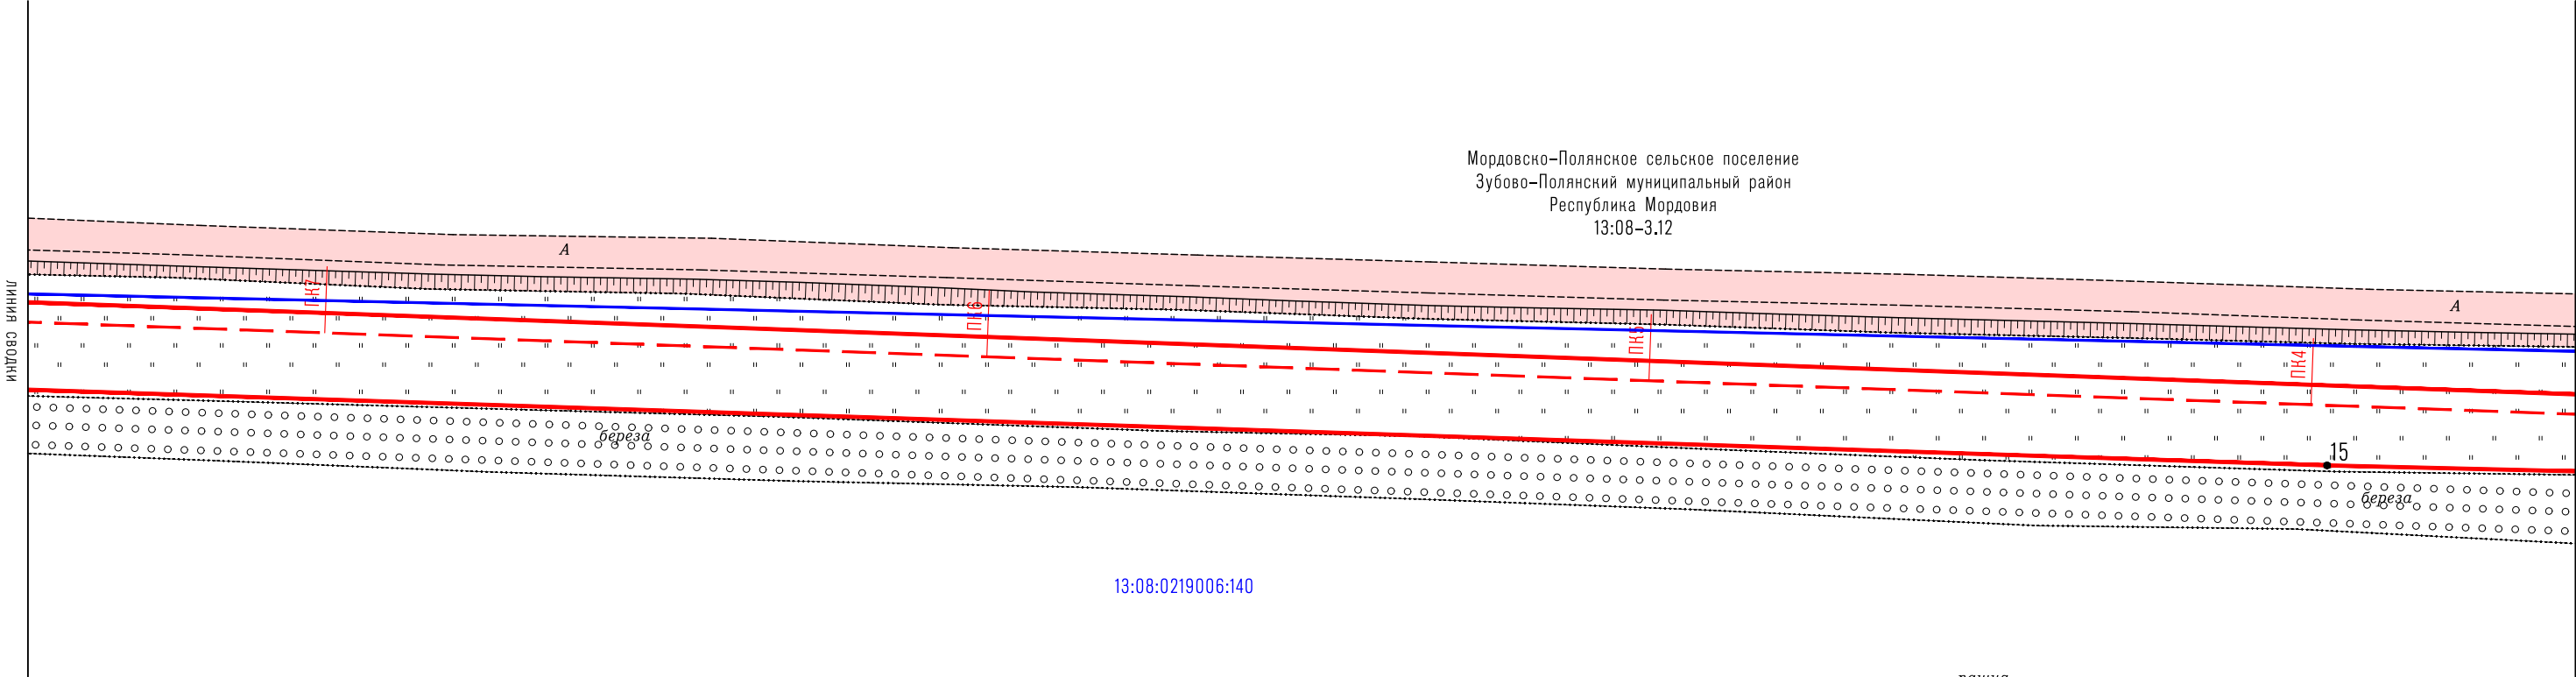 Мордовско-Полянское сельское поселение
Зубово-Полянский муниципальный район
Республика Мордовия
13:08-3.12
А
А
ПК7
ПК6
ПК5
ПК4
линия сводки
береза
15
береза
13:08:0219006:140